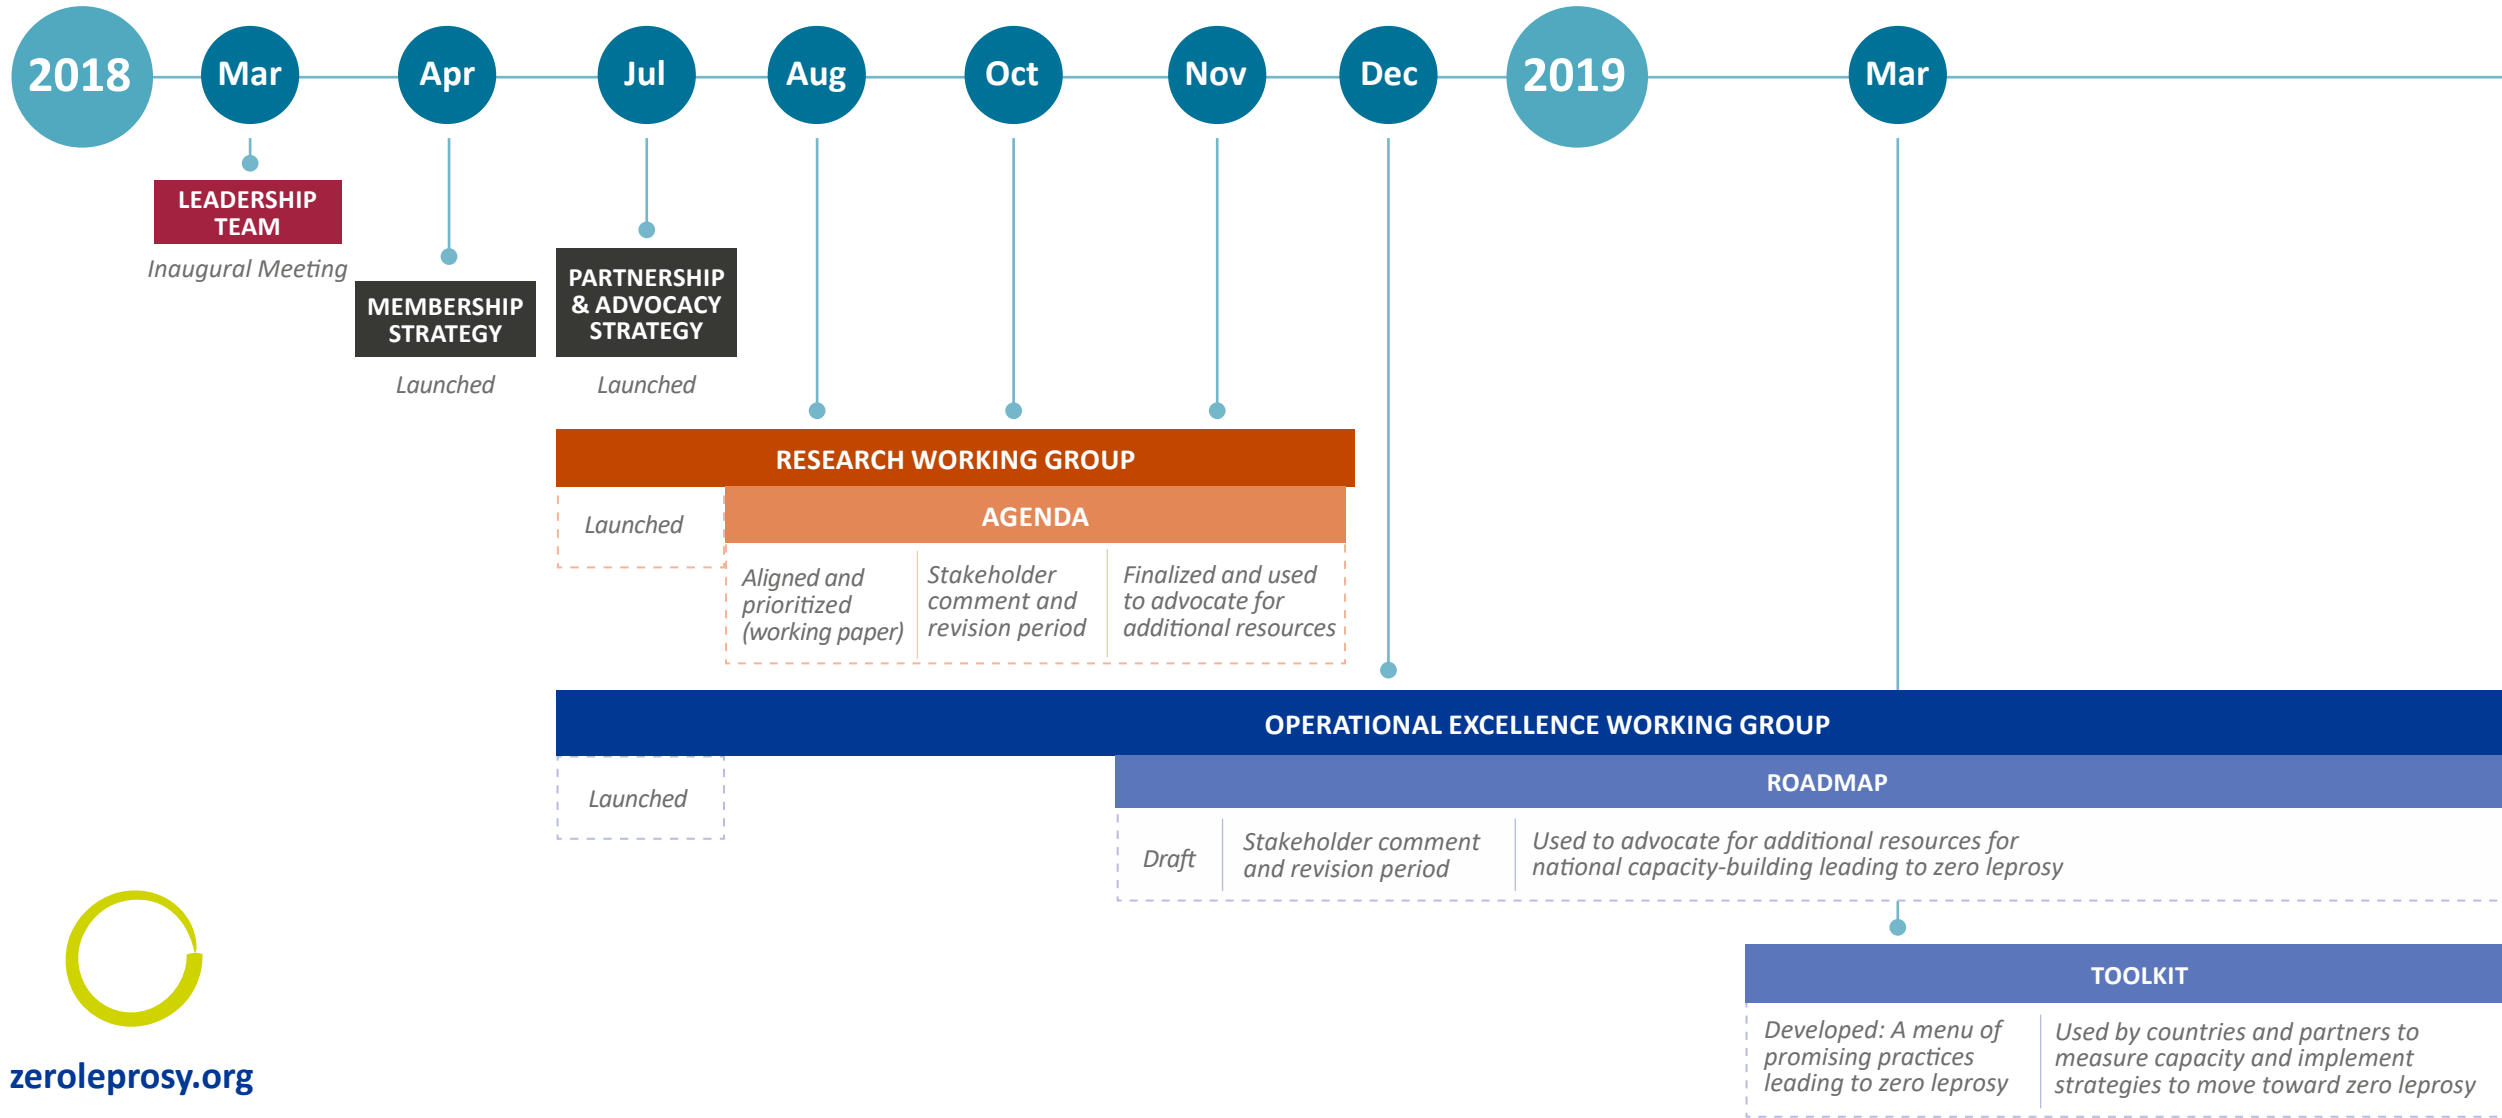 2018
Mar
Apr
Jul
Aug
Oct
Nov
Dec
2019
Mar
LEADERSHIP
TEAM
Inaugural Meeting
MEMBERSHIP
STRATEGY
Launched
PARTNERSHIP
& ADVOCACY
STRATEGY
Launched
RESEARCH WORKING GROUP
Launched
AGENDA
Aligned and
prioritized
(working paper)
Stakeholder
comment and
revision period
Finalized and used
to advocate for
additional resources
OPERATIONAL EXCELLENCE WORKING GROUP
Launched
ROADMAP
Draft
Stakeholder comment
and revision period
Used to advocate for additional resources for
national capacity-building leading to zero leprosy
TOOLKIT
Developed: A menu of
promising practices
leading to zero leprosy
Used by countries and partners to
measure capacity and implement
strategies to move toward zero leprosy
zeroleprosy.org